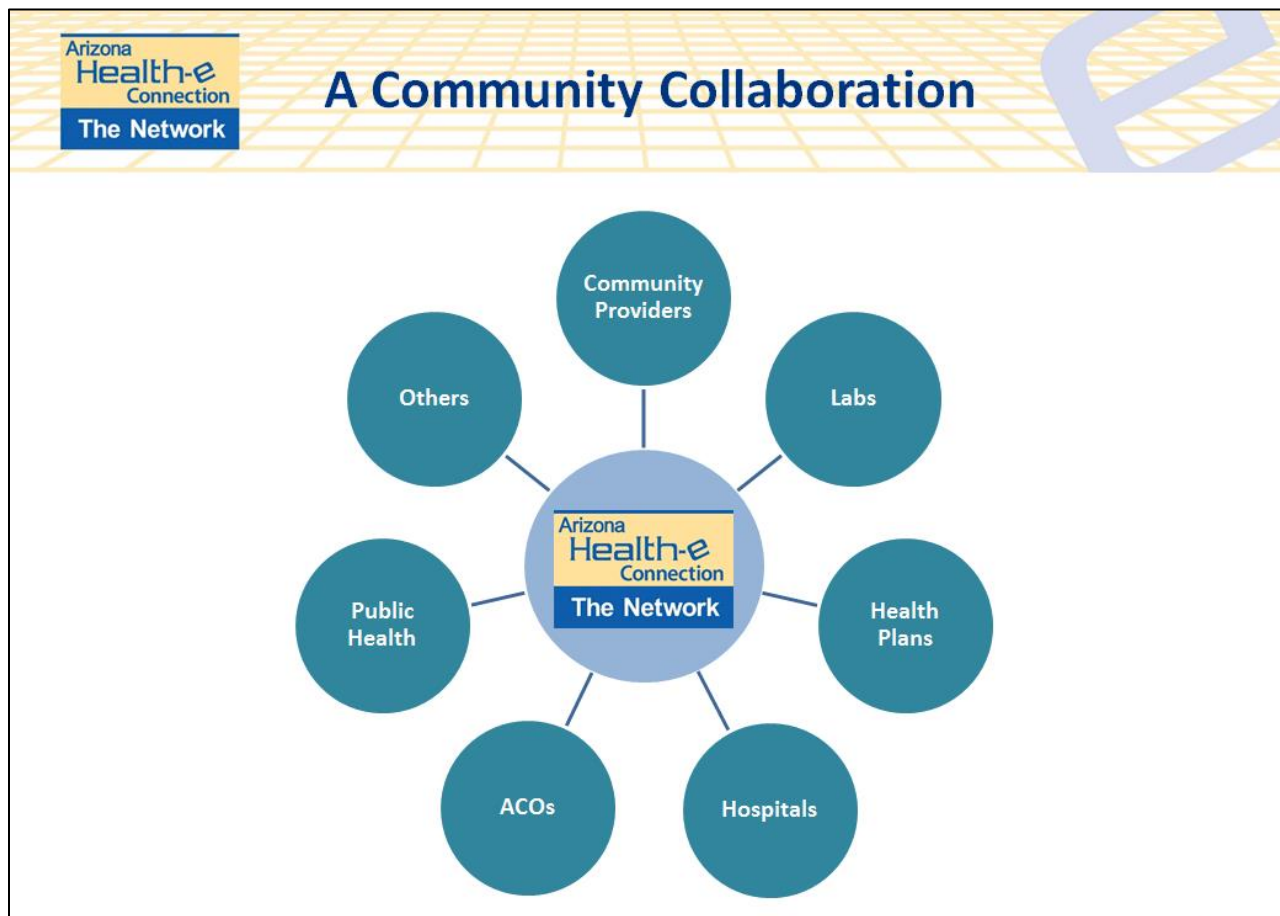 Arizona
Health-e
Connection
The Network
A Community Collaboration
Community
Providers
Others
Labs
Arizona
Health-e
Connection
The Network
Public
Health
Health
Plans
ACOs
Hospitals